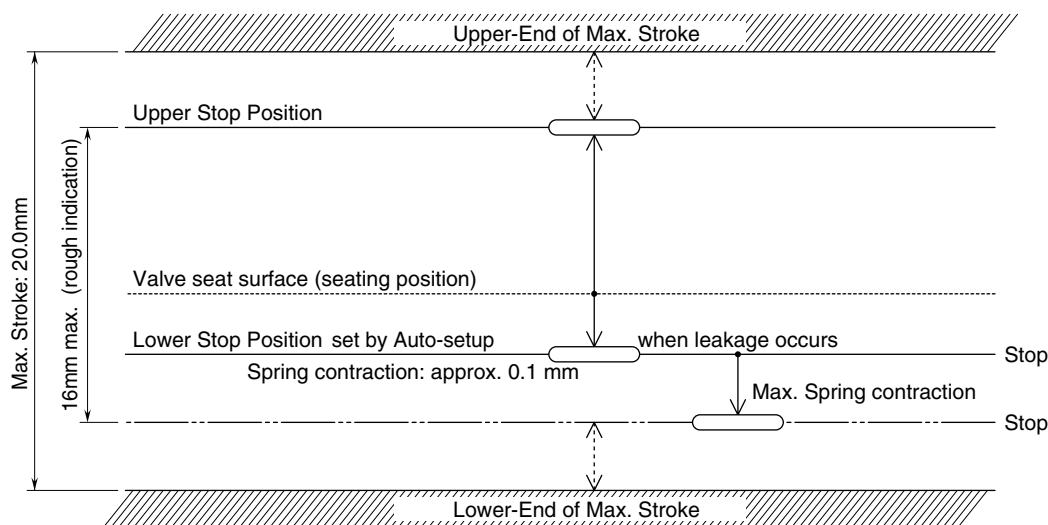 Upper-End of Max. Stroke
Upper Stop Position
Max. Stroke: 20.0mm
16mm max. (rough indication)
Valve seat surface (seating position)
Lower Stop Position set by Auto-setup
when leakage occurs
Stop
Spring contraction: approx. 0.1 mm
Max. Spring contraction
Stop
Lower-End of Max. Stroke